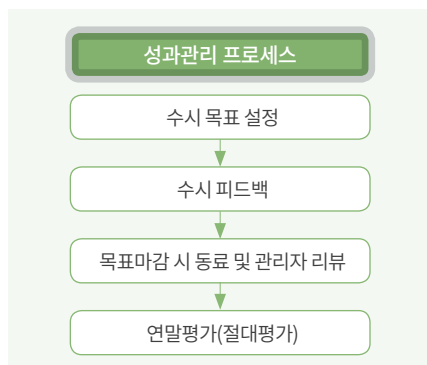 성과관리 프로세스
수시 목표 설정
수시 피드백
목표마감 시 동료 및 관리자 리뷰
연말평가(절대평가)